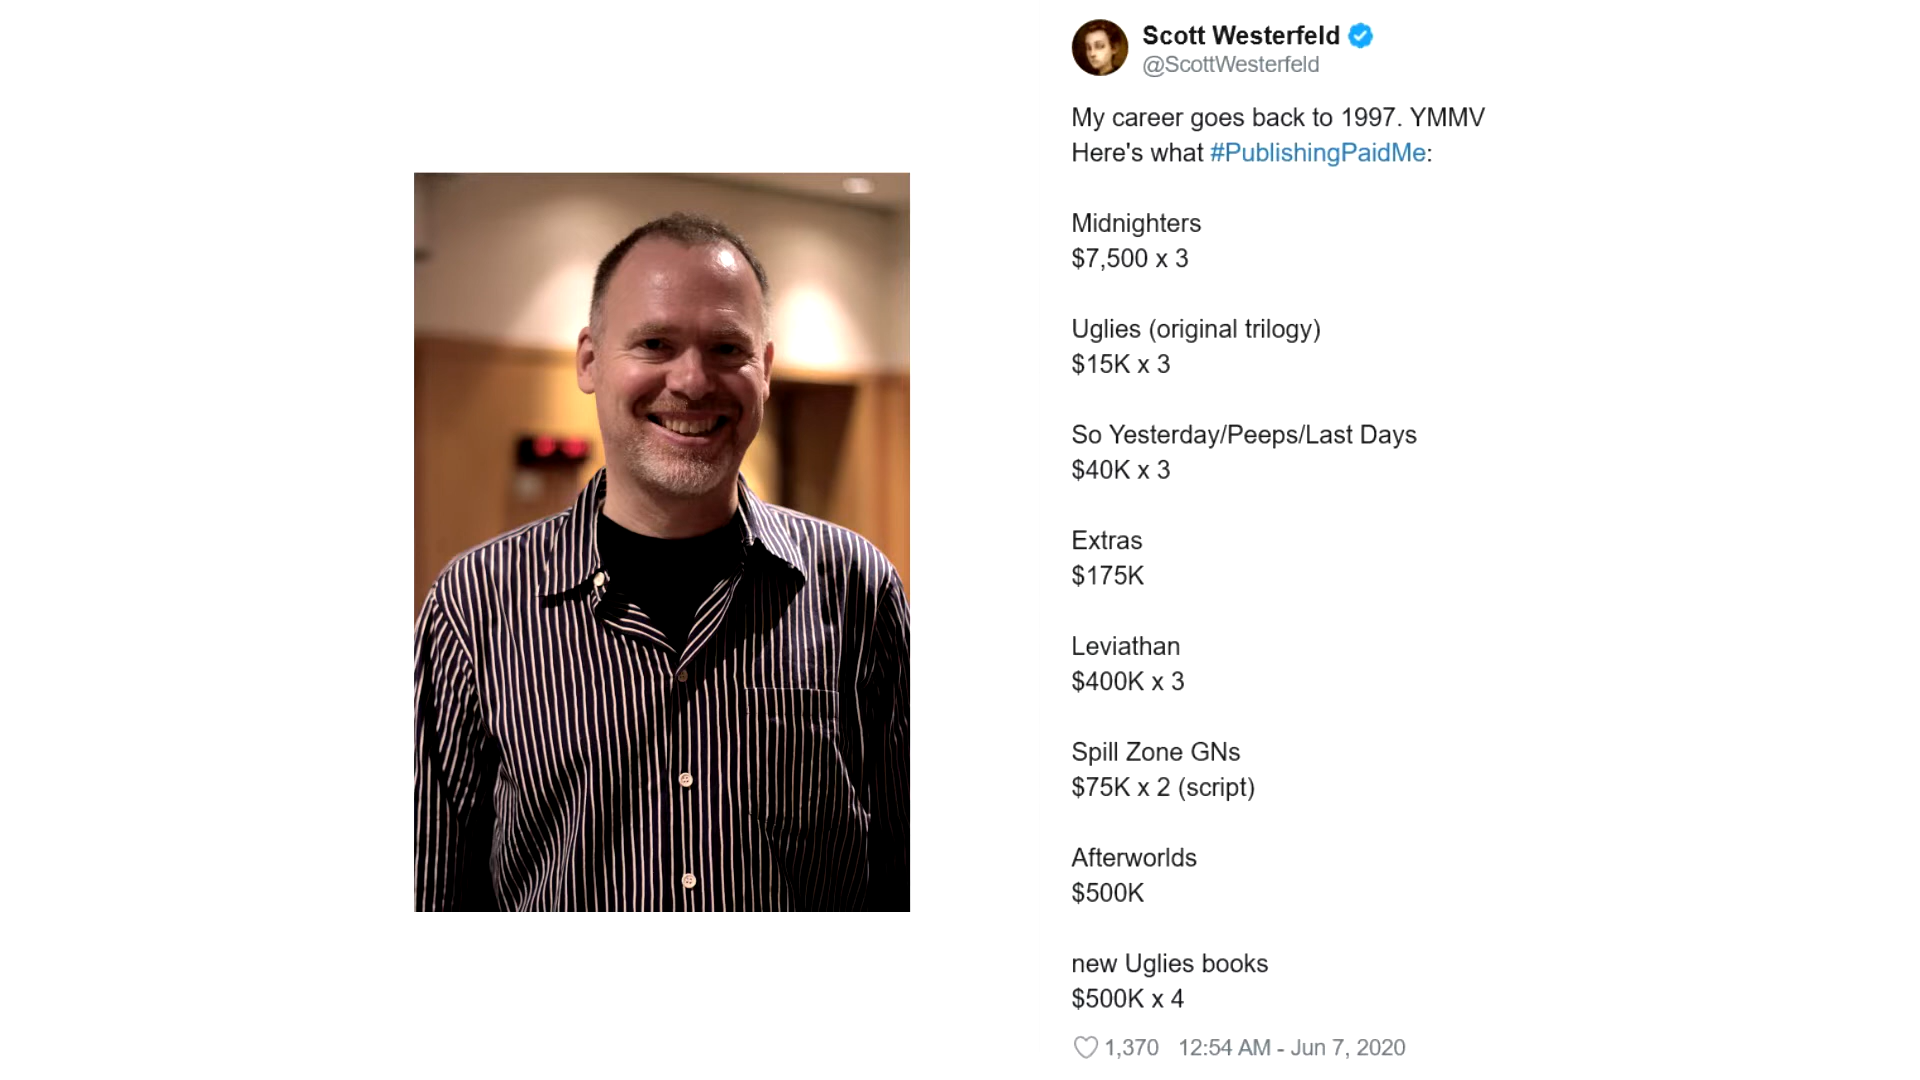 Scott Westerfeld
@ScottWesterfeld
My career goes back to 1997. YMMV
Here's what #PublishingPaidMe:
Midnighters
$7,500 x 3
Uglies (original trilogy)
$15K x 3
So Yesterday/Peeps/Last Days
$40K x 3
Extras
$175K
Leviathan
$400K x 3
Spill Zone GNs
$75K x 2 (script)
Afterworlds
$500K
new Uglies books
$500K x 4
1,370 12:54 AM - Jun 7, 2020